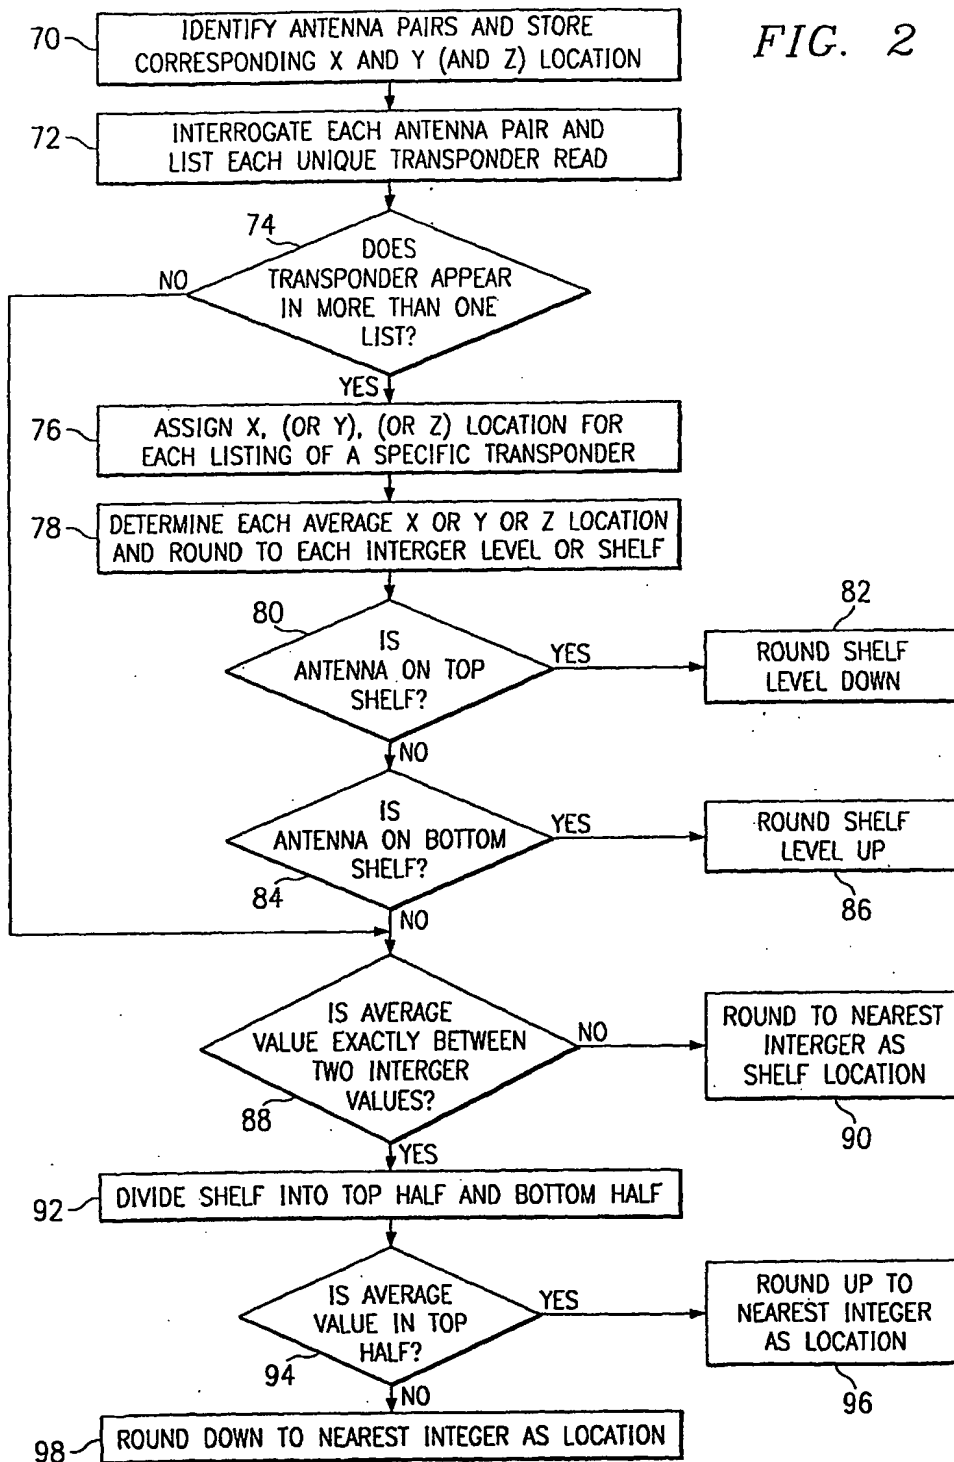 FIG. 2
70
IDENTIFY ANTENNA PAIRS AND STORE
CORRESPONDING X AND Y (AND Z) LOCATION
72
INTERROGATE EACH ANTENNA PAIR AND
LIST EACH UNIQUE TRANSPONDER READ
74
DOES
TRANSPONDER APPEAR
IN MORE THAN ONE
LIST?
NO
YES
76
ASSIGN X, (OR Y), (OR Z) LOCATION FOR
EACH LISTING OF A SPECIFIC TRANSPONDER
78
DETERMINE EACH AVERAGE X OR Y OR Z LOCATION
AND ROUND TO EACH INTERGER LEVEL OR SHELF
80
IS
ANTENNA ON TOP
SHELF?
YES
82
ROUND SHELF
LEVEL DOWN
NO
IS
ANTENNA ON BOTTOM
SHELF?
84
YES
ROUND SHELF
LEVEL UP
86
NO
IS AVERAGE
VALUE EXACTLY BETWEEN
TWO INTERGER
VALUES?
88
NO
ROUND TO NEAREST
INTERGER AS
SHELF LOCATION
90
YES
92
DIVIDE SHELF INTO TOP HALF AND BOTTOM HALF
IS AVERAGE
VALUE IN TOP
HALF?
94
YES
ROUND UP TO
NEAREST INTEGER
AS LOCATION
96
NO
98
ROUND DOWN TO NEAREST INTEGER AS LOCATION